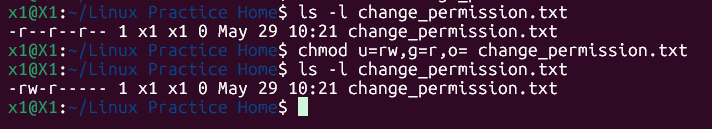 x1@X1:~/Linux Practice Home$ ls -l change_permission.txt
-r--r--r-- 1 x1 x1 0 May 29 10:21 change_permission.txt
x1@X1:~/Linux Practice Home$ chmod u=rw,g=r,o= change_permission.txt
x1@X1:~/Linux Practice Home$ ls -l change_permission.txt
-rw-r----- 1 x1 x1 0 May 29 10:21 change_permission.txt
x1@X1:~/Linux Practice Home$